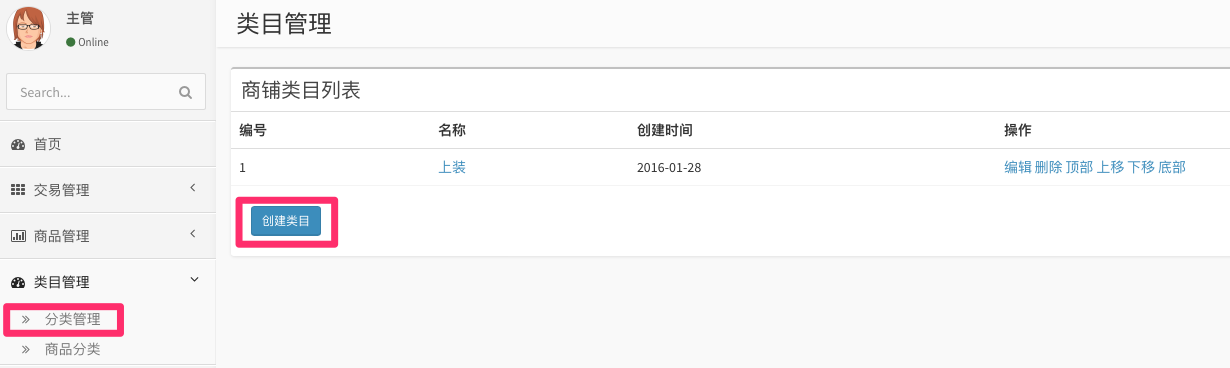 主管
Online
Search...
首页
交易管理
商品管理
类目管理
分类管理
商品分类
类目管理
商铺类目列表
编号 名称 创建时间 操作
1 上装 2016-01-28 编辑 删除 顶部 上移 下移 底部
创建类目